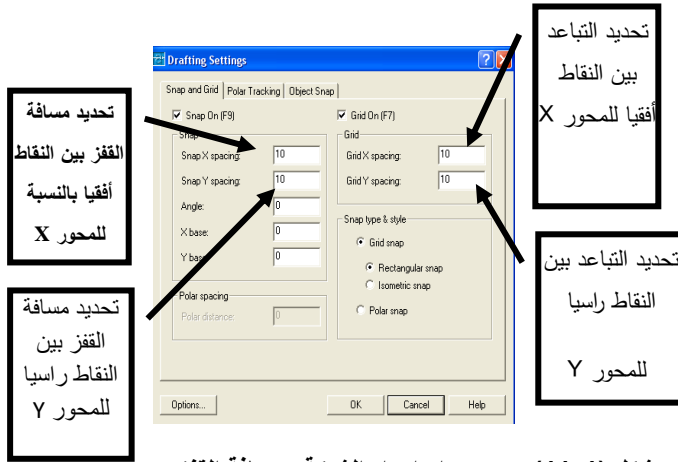 تحديد التباعد
بين النقاط
أفقيا للمحور X
Drafting Settings
Snap and Grid
Polar Tracking
Object Snap
Snap On (F9)
Grid On (F7)
Snap
Snap X spacing: 10
Snap Y spacing: 10
Angle: 0
X base: 0
Y base: 0
Grid
Grid X spacing: 10
Grid Y spacing: 10
Snap type & style
Grid snap
Rectangular snap
Isometric snap
Polar snap
Polar spacing
Polar distance: 0
Options...
OK
Cancel
Help
تحديد مسافة
القفز بين النقاط
أفقيا بالنسبة
للمحور X
تحديد مسافة
القفز بين
النقاط راسيا
للمحور Y
تحديد التباعد بين
النقاط راسيا
للمحور Y